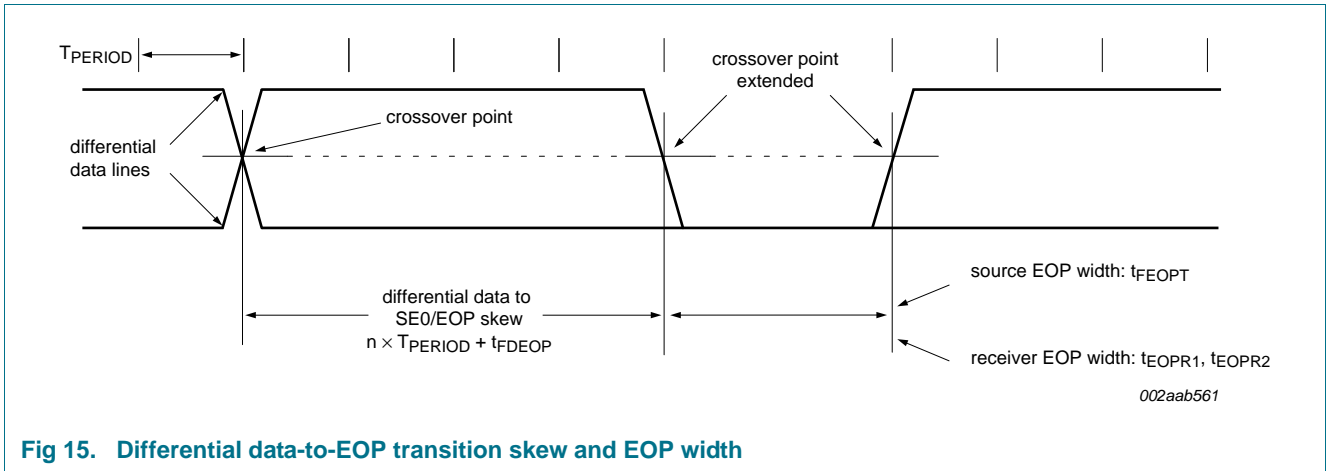 TPERIOD
crossover point
extended
crossover point
differential
data lines
source EOP width: tFEOPT
differential data to
SE0/EOP skew
n × TPERIOD + tFDEOP
receiver EOP width: tEOPR1, tEOPR2
002aab561
Fig 15. Differential data-to-EOP transition skew and EOP width